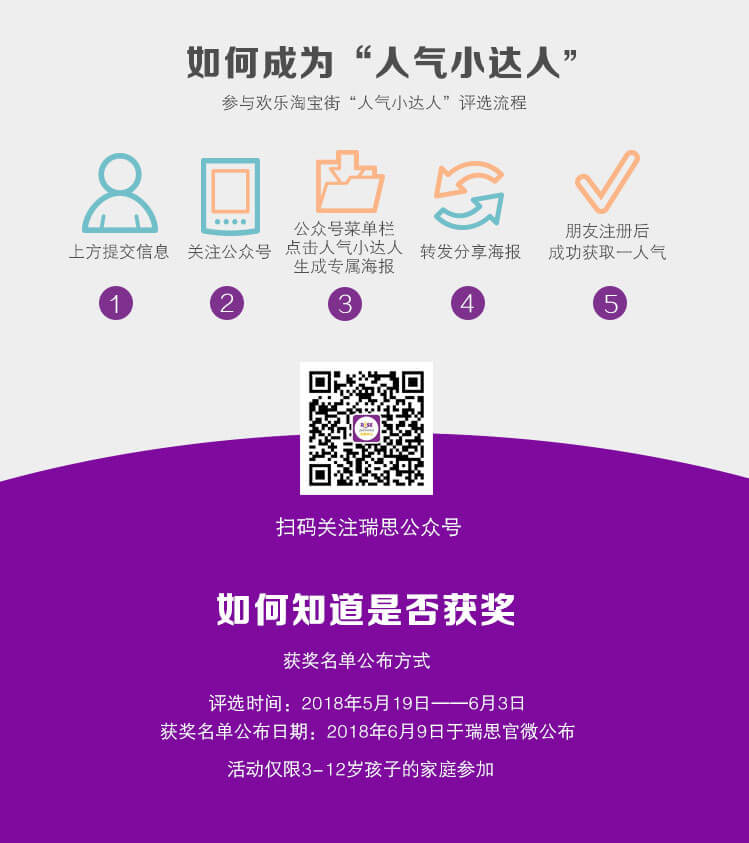 如何成为“人气小达人”
参与欢乐淘宝街“人气小达人”评选流程
上方提交信息
1
关注公众号
2
公众号菜单栏
点击人气小达人
生成专属海报
3
转发分享海报
4
朋友注册后
成功获取一人气
5
扫码关注瑞思公众号
如何知道是否获奖
获奖名单公布方式
评选时间：2018年5月19日——6月3日
获奖名单公布日期：2018年6月9日于瑞思官微公布
活动仅限3-12岁孩子的家庭参加